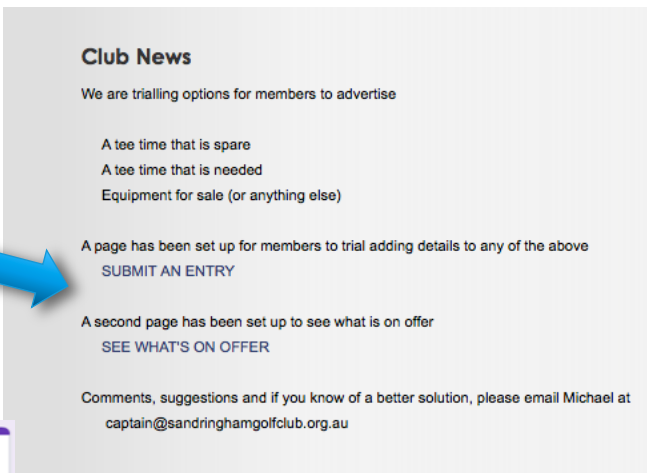 Club News
We are trialling options for members to advertise
A tee time that is spare
A tee time that is needed
Equipment for sale (or anything else)
A page has been set up for members to trial adding details to any of the above
SUBMIT AN ENTRY
A second page has been set up to see what is on offer
SEE WHAT'S ON OFFER
Comments, suggestions and if you know of a better solution, please email Michael at
captain@sandringhamgolfclub.org.au